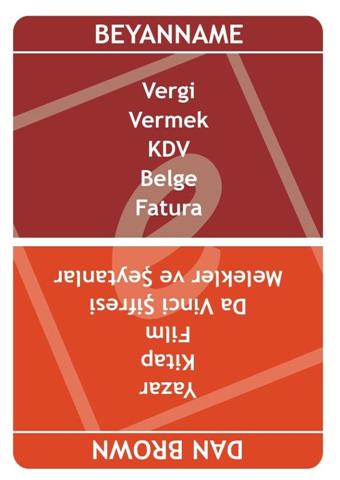 BEYANNAME
Vergi
Vermek
KDV
Belge
Fatura
DAN BROWN
Yazar
Kitap
Film
Da Vinci Şifresi
Melekler ve Şeytanlar